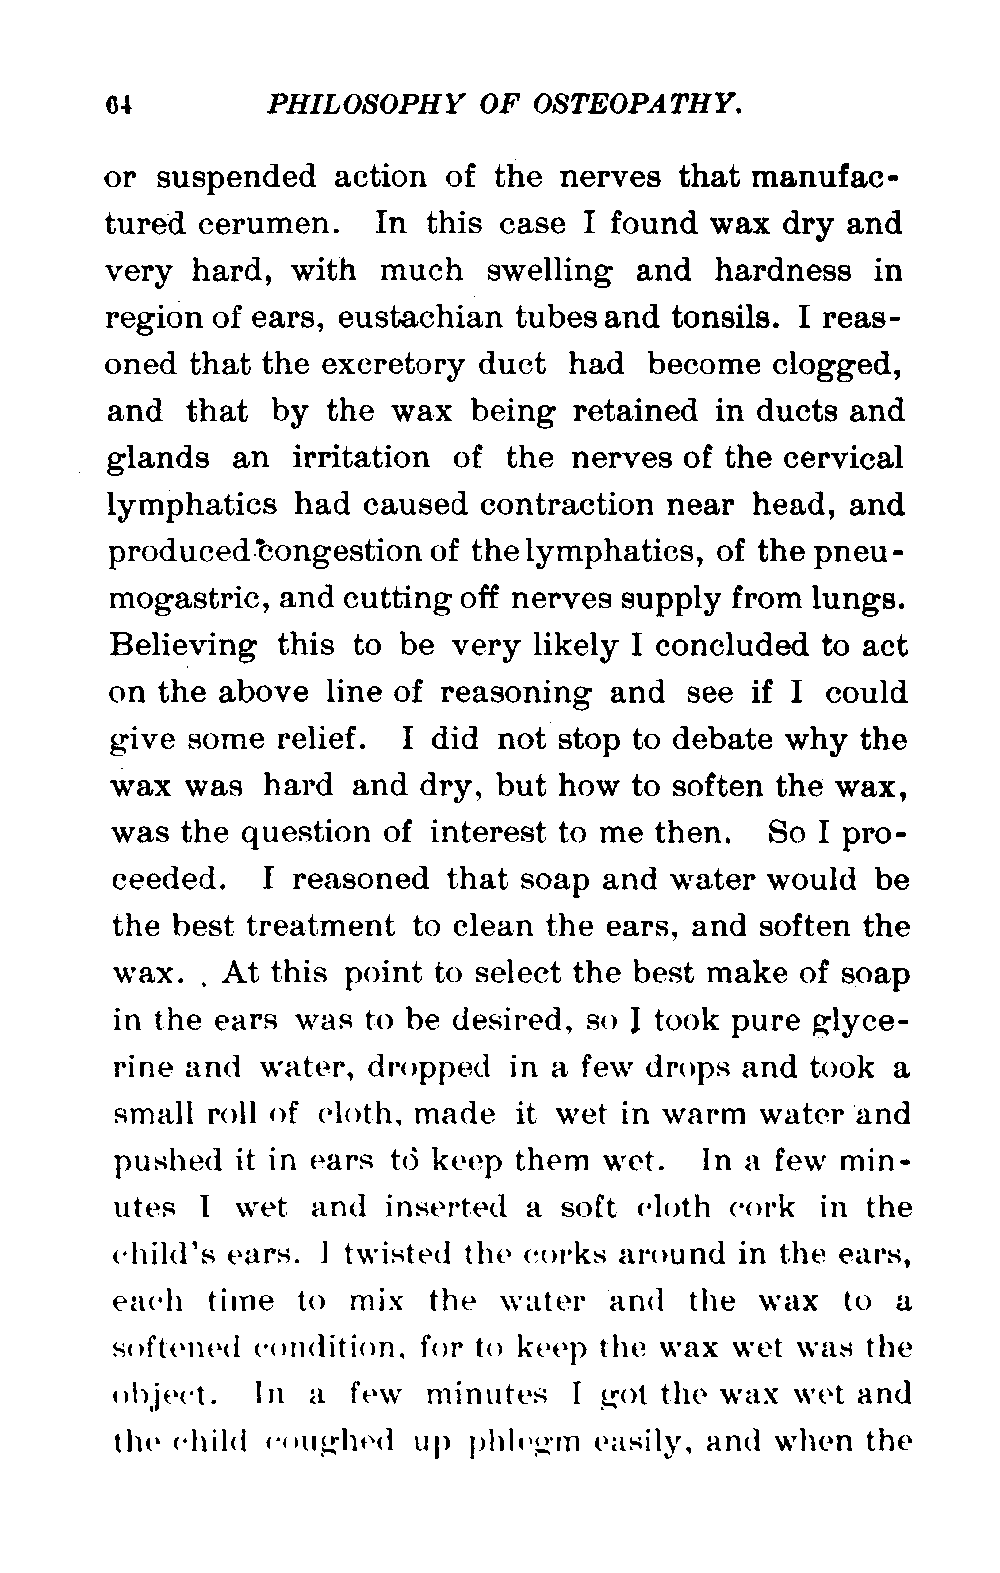 64 PHILOSOPHY OF OSTEOPATHY.
or suspended action of the nerves that manufac-
tured cerumen. In this case I found wax dry and
very hard, with much swelling and hardness in
region of ears, eustachian tubes and tonsils. I reas-
oned that the excretory duct had become clogged,
and that by the wax being retained in ducts and
glands an irritation of the nerves of the cervical
lymphatics had caused contraction near head, and
produced congestion of the lymphatics, of the pneu-
mogastric, and cutting off nerves supply from lungs.
Believing this to be very likely I concluded to act
on the above line of reasoning and see if I could
give some relief. I did not stop to debate why the
wax was hard and dry, but how to soften the wax,
was the question of interest to me then. So I pro-
ceeded. I reasoned that soap and water would be
the best treatment to clean the ears, and soften the
wax. At this point to select the best make of soap
in the ears was to be desired, so I took pure glyce-
rine and water, dropped in a few drops and took a
small roll of cloth, made it wet in warm water and
pushed it in ears to keep them wet. In a few min-
utes I wet and inserted a soft cloth cork in the
child's ears. I twisted the corks around in the ears,
each time to mix the water and the wax to a
softened condition, for to keep the wax wet was the
object. In a few minutes I got the wax wet and
the child coughed up phlegm easily, and when the